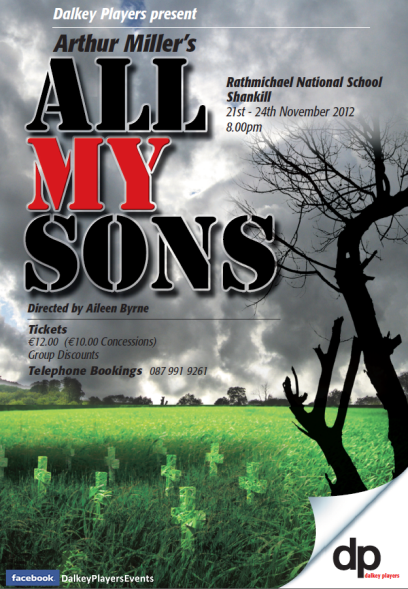 Dalkey Players present
Arthur Miller's
ALL
MY
SONS
Rathmichael National School
Shankill
21st - 24th November 2012
8.00pm
Directed by Aileen Byrne
Tickets
€12.00 (€10.00 Concessions)
Group Discounts
Telephone Bookings 087 991 9261
facebook DalkeyPlayersEvents
dp
dalkey players